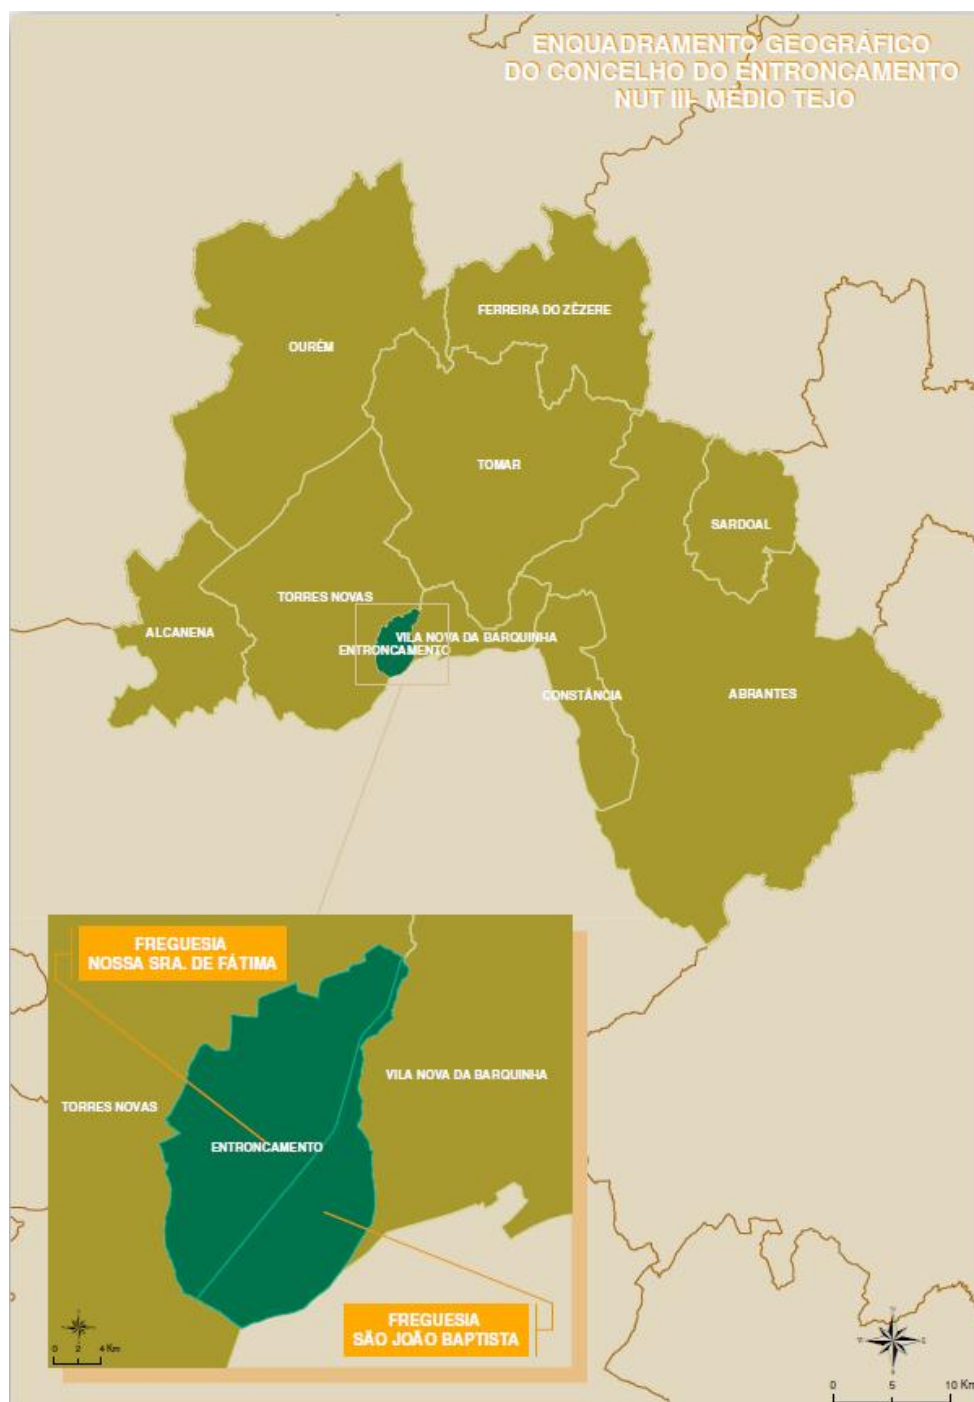 ENQUADRAMENTO GEOGRÁFICO
DO CONCELHO DO ENTRONCAMENTO
NUT III- MÉDIO TEJO
FERREIRA DO ZÊZERE
OURÉM
TOMAR
SARDOAL
TORRES NOVAS
ALCANENA
VILA NOVA DA BARQUINHA
ENTRONCAMENTO
CONSTÂNCIA
ABRANTES
FREGUESIA
NOSSA SRA. DE FÁTIMA
VILA NOVA DA BARQUINHA
TORRES NOVAS
ENTRONCAMENTO
FREGUESIA
SÃO JOÃO BAPTISTA
0 2 4 Km
0 5 10 Km